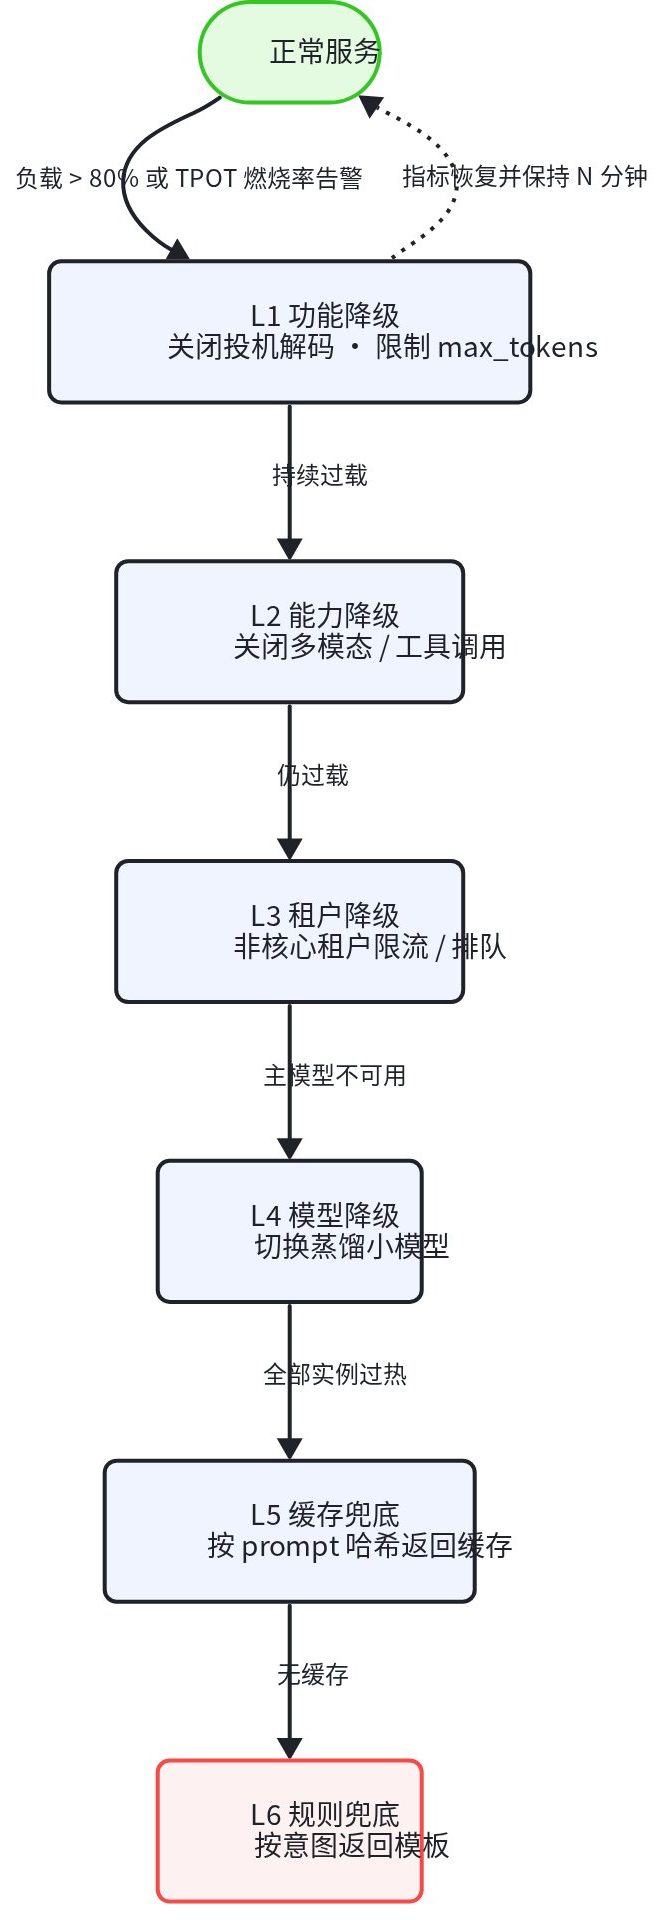 正常服务
负载 > 80% 或 TPOT 燃烧率告警
指标恢复并保持 N 分钟
L1 功能降级
关闭投机解码 · 限制 max_tokens
持续过载
L2 能力降级
关闭多模态 / 工具调用
仍过载
L3 租户降级
非核心租户限流 / 排队
主模型不可用
L4 模型降级
切换蒸馏小模型
全部实例过热
L5 缓存兜底
按 prompt 哈希返回缓存
无缓存
L6 规则兜底
按意图返回模板